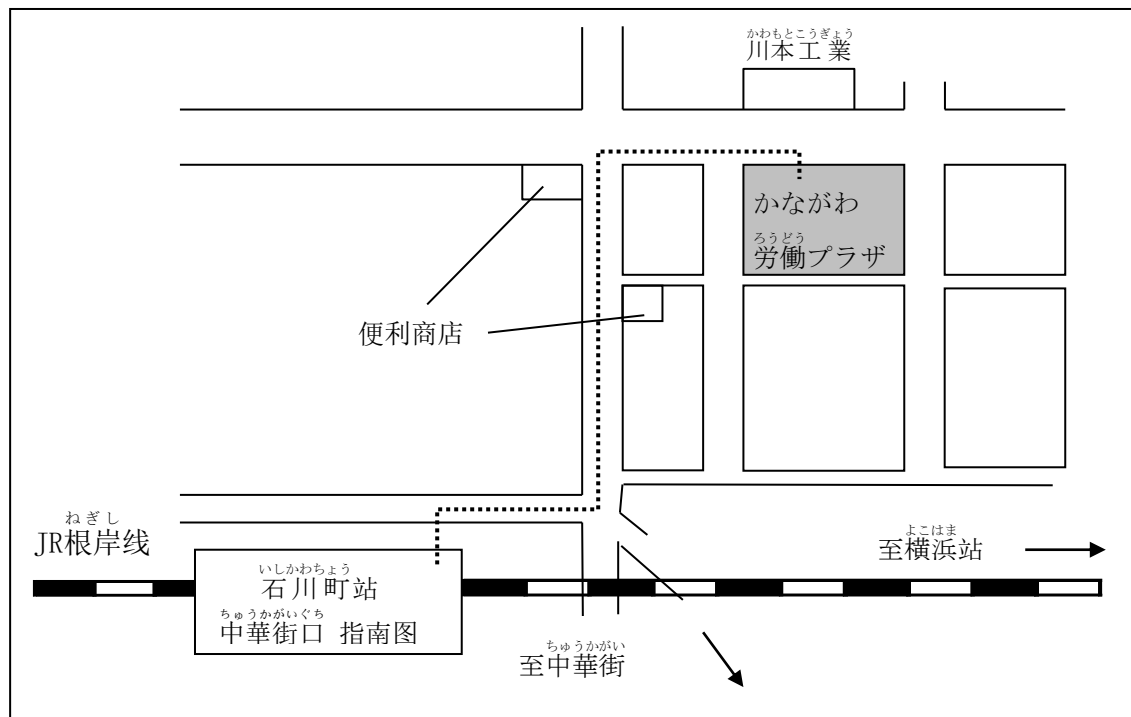 かわもとこうぎょう
川本工業
かながわ
ろうどう
労働プラザ
便利商店
ねぎし
JR根岸线
よこはま
至横浜站
いしかわちょう
石川町站
ちゅうかがいぐち
中華街口 指南图
ちゅうかがい
至中華街